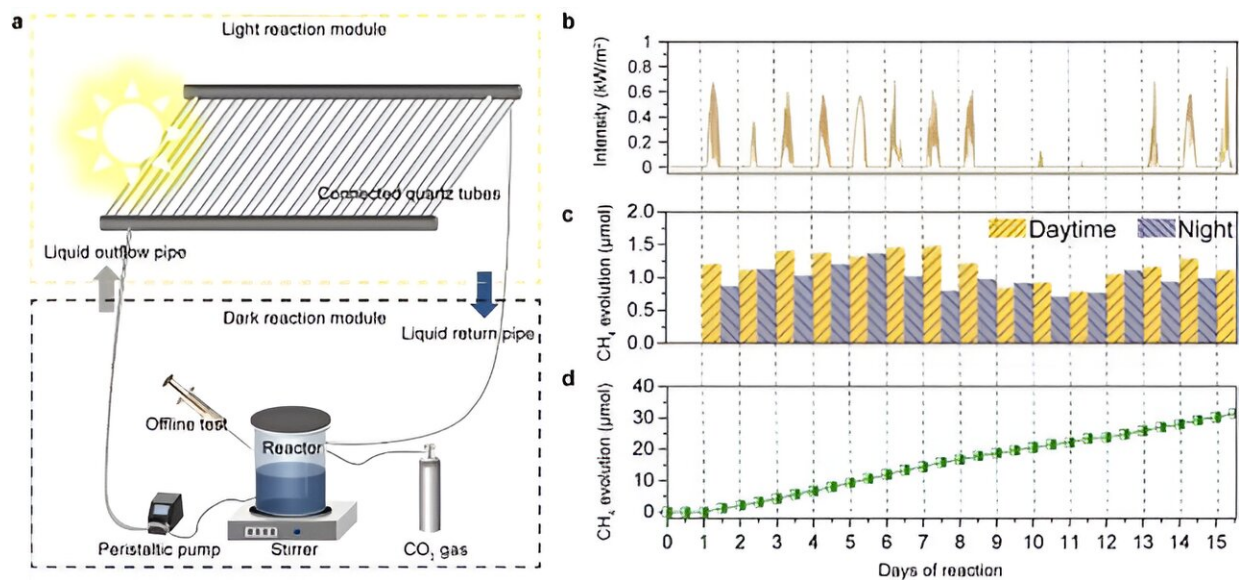 a
Light reaction module
Connected quartz tubes
Liquid outflow pipe
Dark reaction module
Liquid return pipe
Offline test
Reactor
Peristaltic pump
Stirrer
CO₂ gas
b
Intensity (kW/m²)
1
0.8
0.6
0.4
0.2
0
c
CH₄ evolution (μmol)
2.0
1.5
1.0
0.5
0.0
Daytime
Night
d
CH₄ evolution (μmol)
40
30
20
10
0
0 1 2 3 4 5 6 7 8 9 10 11 12 13 14 15
Days of reaction